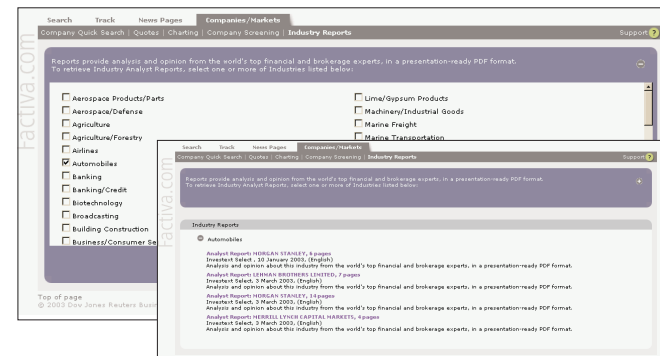 Search Track News Pages Companies/Markets
Company Quick Search | Quotes | Charting | Company Screening | Industry Reports Support ?
Factiva.com
Reports provide analysis and opinion from the world's top financial and brokerage experts, in a presentation-ready PDF format.
To retrieve Industry Analyst Reports, select one or more of Industries listed below:
Aerospace Products/Parts
Aerospace/Defense
Agriculture
Agriculture/Forestry
Airlines
Automobiles
Banking
Banking/Credit
Biotechnology
Broadcasting
Building Construction
Business/Consumer Se
Lime/Gypsum Products
Machinery/Industrial Goods
Marine Freight
Marine Transportation
Top of page
© 2003 Dow Jones Reuters Busin
Search Track News Pages Companies/Markets
Company Quick Search | Quotes | Charting | Company Screening | Industry Reports Support ?
Factiva.com
Reports provide analysis and opinion from the world's top financial and brokerage experts, in a presentation-ready PDF format.
To retrieve Industry Analyst Reports, select one or more of Industries listed below:
Industry Reports
Automobiles
Analyst Report: MORGAN STANLEY, 6 pages
Investext Select, 10 January 2003, (English)
Analysis and opinion about this industry from the world's top financial and brokerage experts, in a presentation-ready PDF format.
Analyst Report: LEHMAN BROTHERS LIMITED, 7 pages
Investext Select, 3 March 2003, (English)
Analysis and opinion about this industry from the world's top financial and brokerage experts, in a presentation-ready PDF format.
Analyst Report: MORGAN STANLEY, 14 pages
Investext Select, 3 March 2003, (English)
Analysis and opinion about this industry from the world's top financial and brokerage experts, in a presentation-ready PDF format.
Analyst Report: MERRILL LYNCH CAPITAL MARKETS, 4 pages
Investext Select, 3 March 2003, (English)
Analysis and opinion about this industry from the world's top financial and brokerage experts, in a presentation-ready PDF format.